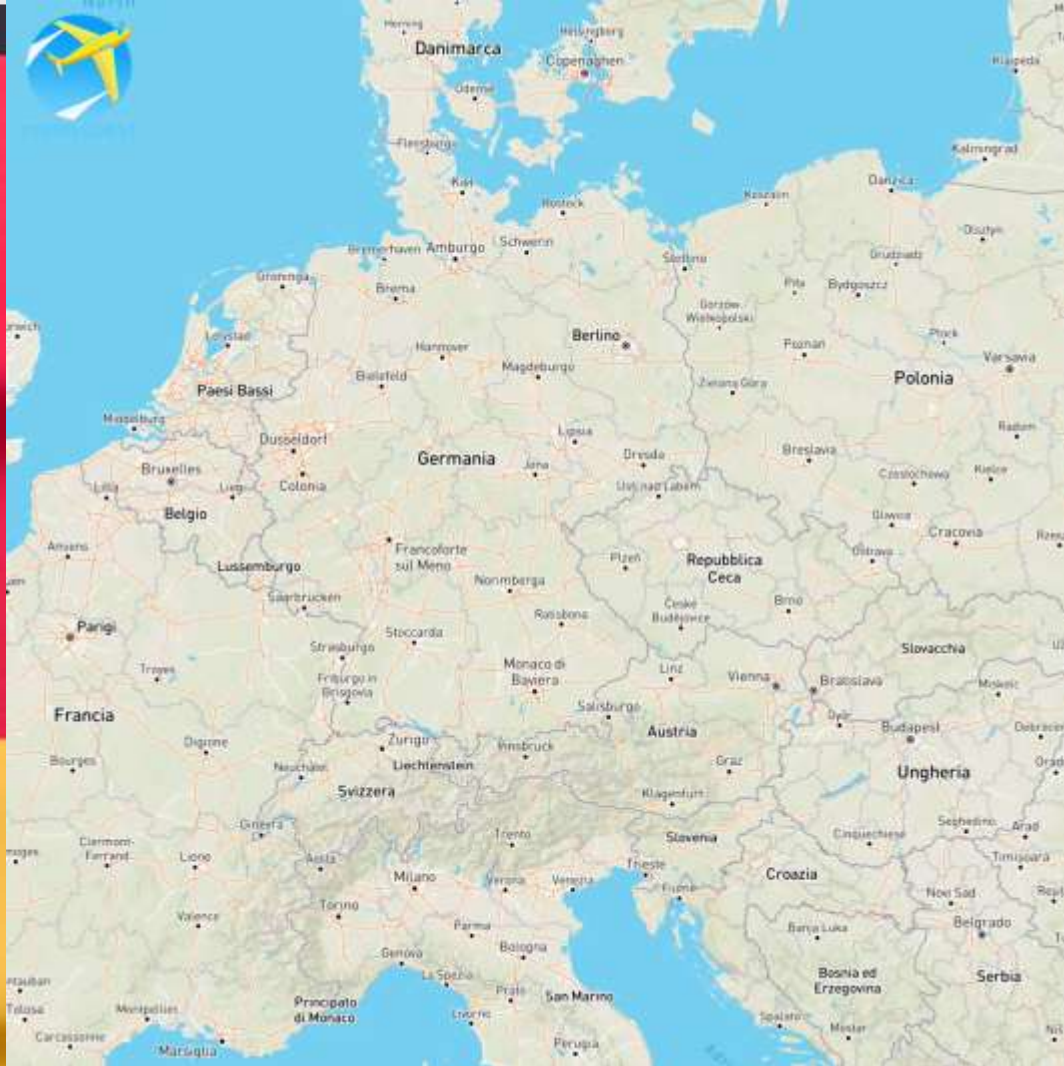 Herning
Helsingborg
Danimarca
Copenaghen
Klaipeda
Odense
Flensburgo
Kaliningrad
Kiel
Danzica
Rostock
Koszalin
Olsztyn
Bremerhaven
Amburgo
Schwerin
Stettino
Grudziadz
Groninga
Brema
Piła
Bydgoszcz
Gorzów
Wielkopolski
Lelystad
Berlino
Płock
Hannover
Poznan
Varsavia
Magdeburgo
Bielefeld
Paesi Bassi
Zielona Góra
Polonia
Middelburg
Radom
Dusseldorf
Lipsia
Bruxelles
Germania
Jena
Dresda
Breslavia
Częstochowa
Kielce
Lilla
Liegi
Colonia
Ústí nad Labem
Belgio
Gliwice
Cracovia
Amiens
Francoforte
sul Meno
Plzeň
Repubblica
Ceca
Ostrava
Lussemburgo
Norimberga
Saarbrucken
České
Budějovice
Brno
Ratisbona
Parigi
Stoccarda
Strasburgo
Slovacchia
Troyes
Monaco di
Baviera
Linz
Vienna
Bratislava
Friburgo in
Brisgovia
Miskolc
Salisburgo
Francia
Győr
Austria
Budapest
Digione
Zurigo
Innsbruck
Bourges
Neuchâtel
Liechtenstein
Graz
Ungheria
Svizzera
Klagenfurt
Ginevra
Trento
Slovenia
Cinquechiese
Seghedino
Arad
Clermont-
Ferrand
Lione
Aosta
Timișoara
Milano
Verona
Venezia
Trieste
Croazia
Fiume
Novi Sad
Torino
Valence
Parma
Banja Luka
Belgrado
Bologna
Genova
La Spezia
Bosnia ed
Erzegovina
Serbia
Prato
San Marino
Principato
di Monaco
Montpellier
Tolosa
Livorno
Spalato
Mostar
Carcassonne
Marsiglia
Perugia